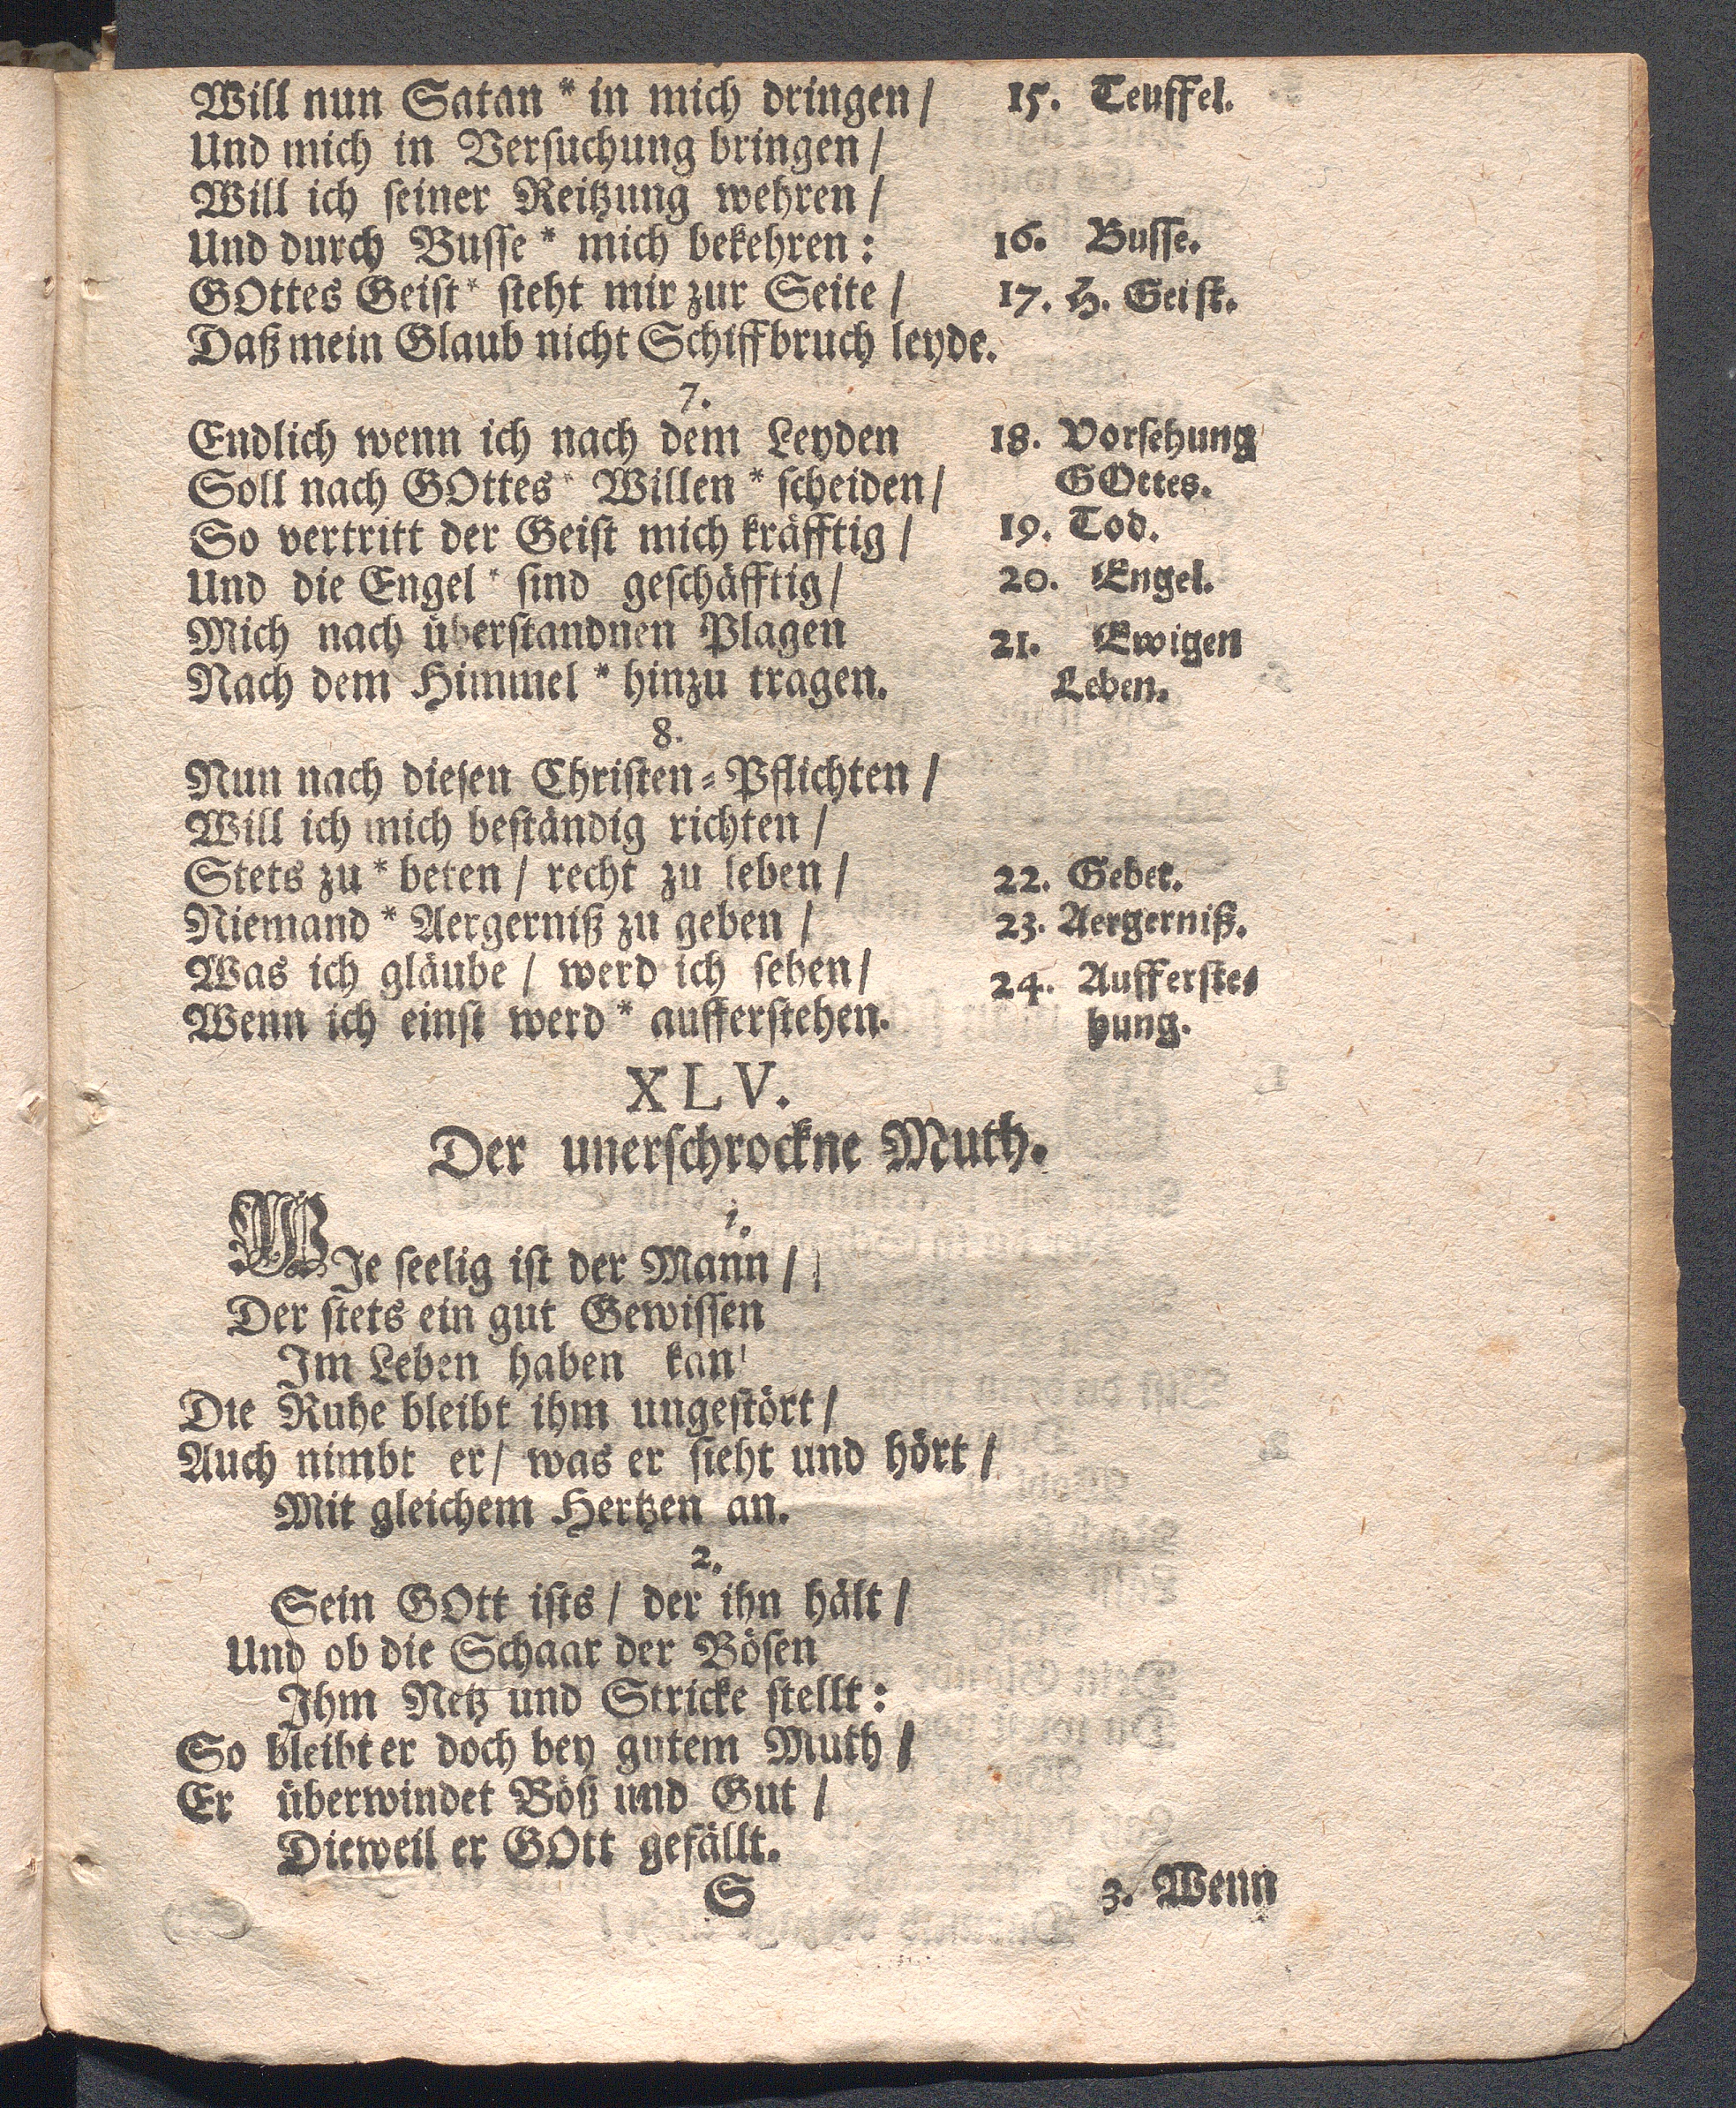 Will nun Satan * in mich dringen / 15. Teuffel.
Und mich in Versuchung bringen /
Will ich seiner Reitzung wehren /
Und durch Busse * mich bekehren: 16. Busse.
GOttes Geist * steht mir zur Seite / 17. H. Geist.
Daß mein Glaub nicht Schiffbruch leyde.
7.
Endlich wenn ich nach dem Leyden 18. Vorsehung
Soll nach GOttes * Willen * scheiden / GOttes.
So vertritt der Geist mich kräfftig / 19. Tod.
Und die Engel * sind geschäfftig / 20. Engel.
Mich nach überstandnen Plagen 21. Ewigen
Nach dem Himmel * hinzu tragen. Leben.
8.
Nun nach diesen Christen-Pflichten /
Will ich mich beständig richten /
Stets zu * beten / recht zu leben / 22. Gebet.
Niemand * Aergerniß zu geben / 23. Aergerniß.
Was ich gläube / werd ich sehen / 24. Aufferste-
Wenn ich einst werd * aufferstehen. hung.
XLV.
Der unerschrockne Muth.
1.
WJe seelig ist der Mann /
Der stets ein gut Gewissen
Im Leben haben kan
Die Ruhe bleibt ihm ungestört /
Auch nimbt er / was er sieht und hört /
Mit gleichem Hertzen an.
2.
Sein GOtt ists / der ihn hält /
Und ob die Schaar der Bösen
Ihm Netz und Stricke stellt:
So bleibt er doch bey gutem Muth /
Er überwindet Böß und Gut /
Dieweil er GOtt gefällt.
S 3. Wenn